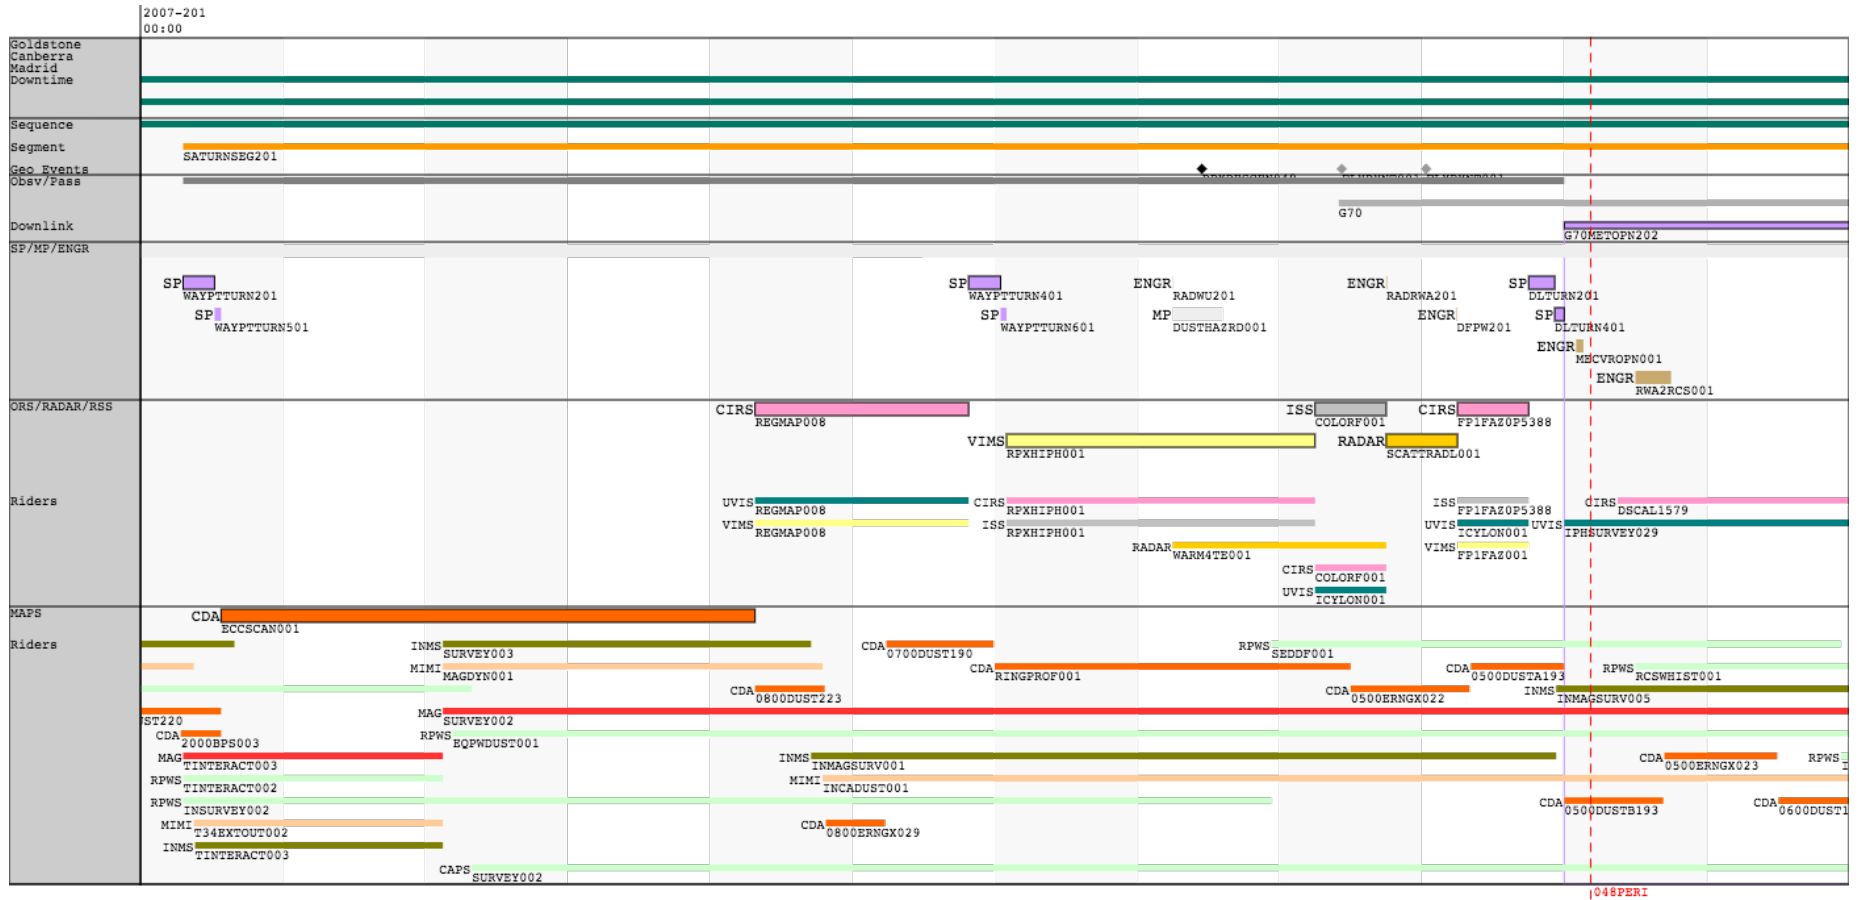 2007-201
00:00
Goldstone
Canberra
Madrid
Downtime
Sequence
Segment
SATURNSEG201
Geo Events
Obsv/Pass
G70
Downlink
G70METOPN202
SP/MP/ENGR
SP SP ENGR ENGR SP
WAYPTTURN201 WAYPTTURN401 RADWU201 RADRWA201 DLTURN201
SP SP MP ENGR SP
WAYPTTURN501 WAYPTTURN601 DUSTHAZRD001 DFPW201 DLTURN401
ENGR
MECVROPN001
ENGR
RWA2RCS001
ORS/RADAR/RSS
CIRS ISS CIRS
REGMAP008 COLORF001 FP1FAZ0P5388
VIMS RADAR
RPXHIPH001 SCATTRADL001
Riders
UVIS CIRS ISS CIRS
REGMAP008 RPXHIPH001 FP1FAZ0P5388 DSCAL1579
VIMS ISS UVIS UVIS
REGMAP008 RPXHIPH001 ICYLON001 IPHSURVEY029
RADAR VIMS
WARM4TE001 FP1FAZ001
CIRS
COLORF001
UVIS
ICYLON001
MAPS
CDA
ECCSCAN001
Riders
INMS CDA RPWS
SURVEY003 0700DUST190 SEDDF001
MIMI CDA CDA RPWS
MAGDYN001 RINGPROF001 0500DUSTA193 RCSWHIST001
CDA CDA INMS
0800DUST223 0500ERNGX022 INMAGSURV005
MAG
UST220 SURVEY002
CDA RPWS
2000BPS003 EQPWDUST001
MAG INMS CDA RPWS
TINTERACT003 INMAGSURV001 0500ERNGX023
RPWS MIMI
TINTERACT002 INCADUST001
RPWS CDA CDA
INSURVEY002 0500DUSTB193 0600DUST1
MIMI CDA
T34EXTOUT002 0800ERNGX029
INMS
TINTERACT003
CAPS
SURVEY002
048PERI